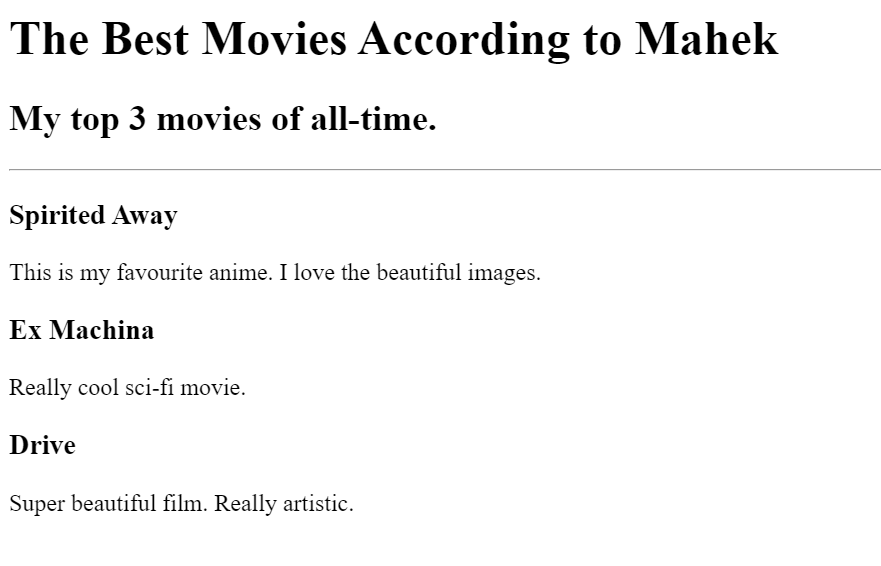 The Best Movies According to Mahek
My top 3 movies of all-time.
Spirited Away
This is my favourite anime. I love the beautiful images.
Ex Machina
Really cool sci-fi movie.
Drive
Super beautiful film. Really artistic.